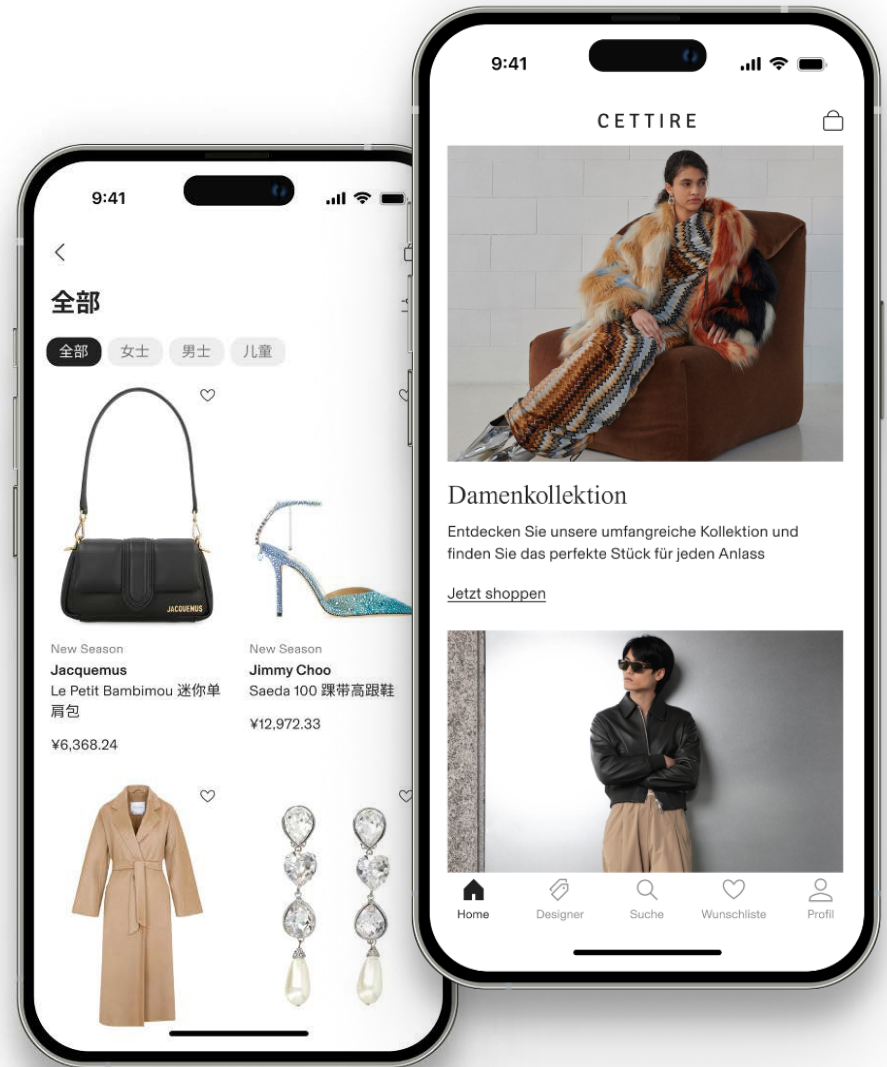 9:41
全部
全部 女士 男士 儿童
JACQUEMUS
New Season
Jacquemus
Le Petit Bambimou 迷你单
肩包
¥6,368.24
New Season
Jimmy Choo
Saeda 100 踝带高跟鞋
¥12,972.33
9:41
CETTIRE
Damenkollektion
Entdecken Sie unsere umfangreiche Kollektion und
finden Sie das perfekte Stück für jeden Anlass
Jetzt shoppen
Home Designer Suche Wunschliste Profil